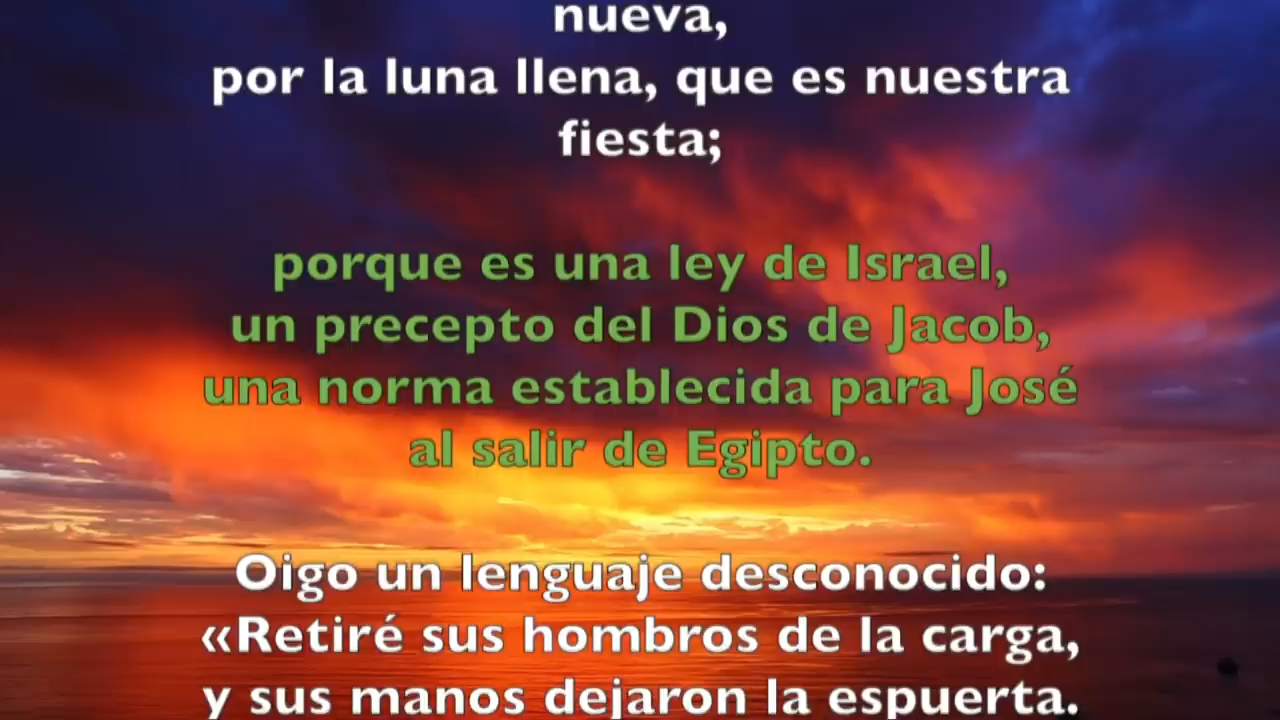 nueva,
por la luna llena, que es nuestra
fiesta;
porque es una ley de Israel,
un precepto del Dios de Jacob,
una norma establecida para José
al salir de Egipto.
Oigo un lenguaje desconocido:
«Retiré sus hombros de la carga,
y sus manos dejaron la espuerta.